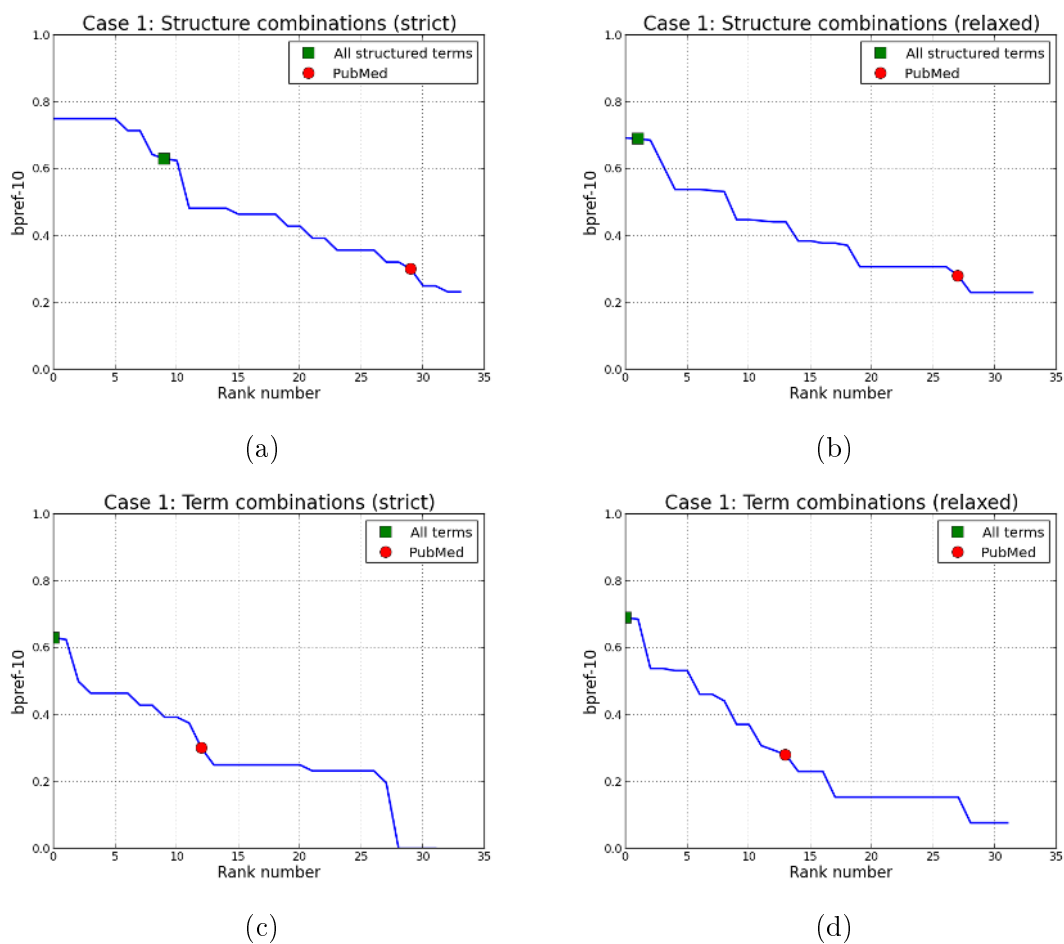 Case 1: Structure combinations (strict)
All structured terms
PubMed
bpref-10
1.0
0.8
0.6
0.4
0.2
0.0
0 5 10 15 20 25 30 35
Rank number
(a)
Case 1: Structure combinations (relaxed)
All structured terms
PubMed
bpref-10
1.0
0.8
0.6
0.4
0.2
0.0
0 5 10 15 20 25 30 35
Rank number
(b)
Case 1: Term combinations (strict)
All terms
PubMed
bpref-10
1.0
0.8
0.6
0.4
0.2
0.0
0 5 10 15 20 25 30 35
Rank number
(c)
Case 1: Term combinations (relaxed)
All terms
PubMed
bpref-10
1.0
0.8
0.6
0.4
0.2
0.0
0 5 10 15 20 25 30 35
Rank number
(d)